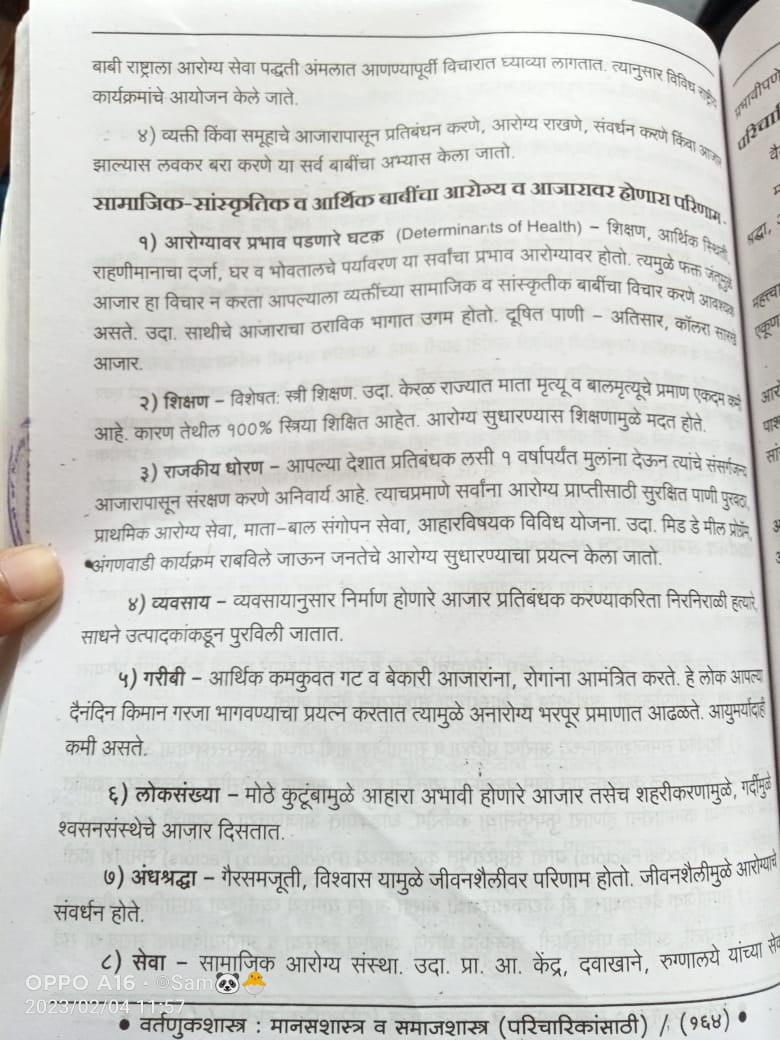 बाबी राष्ट्राला आरोग्य सेवा पद्धती अंमलात आणण्यापूर्वी विचारात घ्याव्या लागतात. त्यानुसार विविध राष्ट्रीय
कार्यक्रमांचे आयोजन केले जाते.
४) व्यक्ती किंवा समूहाचे आजारापासून प्रतिबंधन करणे, आरोग्य राखणे, संवर्धन करणे किंवा आजार
झाल्यास लवकर बरा करणे या सर्व बाबींचा अभ्यास केला जातो.
सामाजिक-सांस्कृतिक व आर्थिक बाबींचा आरोग्य व आजारावर होणारा परिणाम-
१) आरोग्यावर प्रभाव पडणारे घटक (Determinants of Health) – शिक्षण, आर्थिक स्थिती,
राहणीमानाचा दर्जा, घर व भोवतालचे पर्यावरण या सर्वांचा प्रभाव आरोग्यावर होतो. त्यमुळे फक्त जंतूमुळे
आजार हा विचार न करता आपल्याला व्यक्तींच्या सामाजिक व सांस्कृतीक बाबींचा विचार करणे आवश्यक
असते. उदा. साथीचे आजाराचा ठराविक भागात उगम होतो. दूषित पाणी – अतिसार, कॉलरा सारखे
आजार.
२) शिक्षण – विशेषतः स्त्री शिक्षण. उदा. केरळ राज्यात माता मृत्यू व बालमृत्यूचे प्रमाण एकदम कमी
आहे. कारण तेथील १००% स्त्रिया शिक्षित आहेत. आरोग्य सुधारण्यास शिक्षणामुळे मदत होते.
३) राजकीय धोरण – आपल्या देशात प्रतिबंधक लसी १ वर्षापर्यंत मुलांना देऊन त्यांचे संसर्गजन्य
आजारापासून संरक्षण करणे अनिवार्य आहे. त्याचप्रमाणे सर्वांना आरोग्य प्राप्तीसाठी सुरक्षित पाणी पुरवठा,
प्राथमिक आरोग्य सेवा, माता-बाल संगोपन सेवा, आहारविषयक विविध योजना. उदा. मिड डे मील प्रोग्रॅम,
अंगणवाडी कार्यक्रम राबविले जाऊन जनतेचे आरोग्य सुधारण्याचा प्रयत्न केला जातो.
४) व्यवसाय – व्यवसायानुसार निर्माण होणारे आजार प्रतिबंधक करण्याकरिता निरनिराळी हत्यारे,
साधने उत्पादकांकडून पुरविली जातात.
५) गरीबी – आर्थिक कमकुवत गट व बेकारी आजारांना, रोगांना आमंत्रित करते. हे लोक आपल्या
दैनंदिन किमान गरजा भागवण्याचा प्रयत्न करतात त्यामुळे अनारोग्य भरपूर प्रमाणात आढळते. आयुमर्यादाही
कमी असते.
६) लोकसंख्या – मोठे कुटूंबामुळे आहारा अभावी होणारे आजार तसेच शहरीकरणामुळे, गर्दीमुळे
श्वसनसंस्थेचे आजार दिसतात.
७) अंधश्रद्धा – गैरसमजूती, विश्वास यामुळे जीवनशैलीवर परिणाम होतो. जीवनशैलीमुळे आरोग्याचे
संवर्धन होते.
८) सेवा – सामाजिक आरोग्य संस्था. उदा. प्रा. आ. केंद्र, दवाखाने, रुग्णालये यांच्या
OPPO A16 · ©Sam🐼🐣
2023/02/04 11:57
• वर्तणुकशास्त्र : मानसशास्त्र व समाजशास्त्र (परिचारिकांसाठी) / (१६४) •
प्रभावीपणे
श्रद्धा,
एकूण